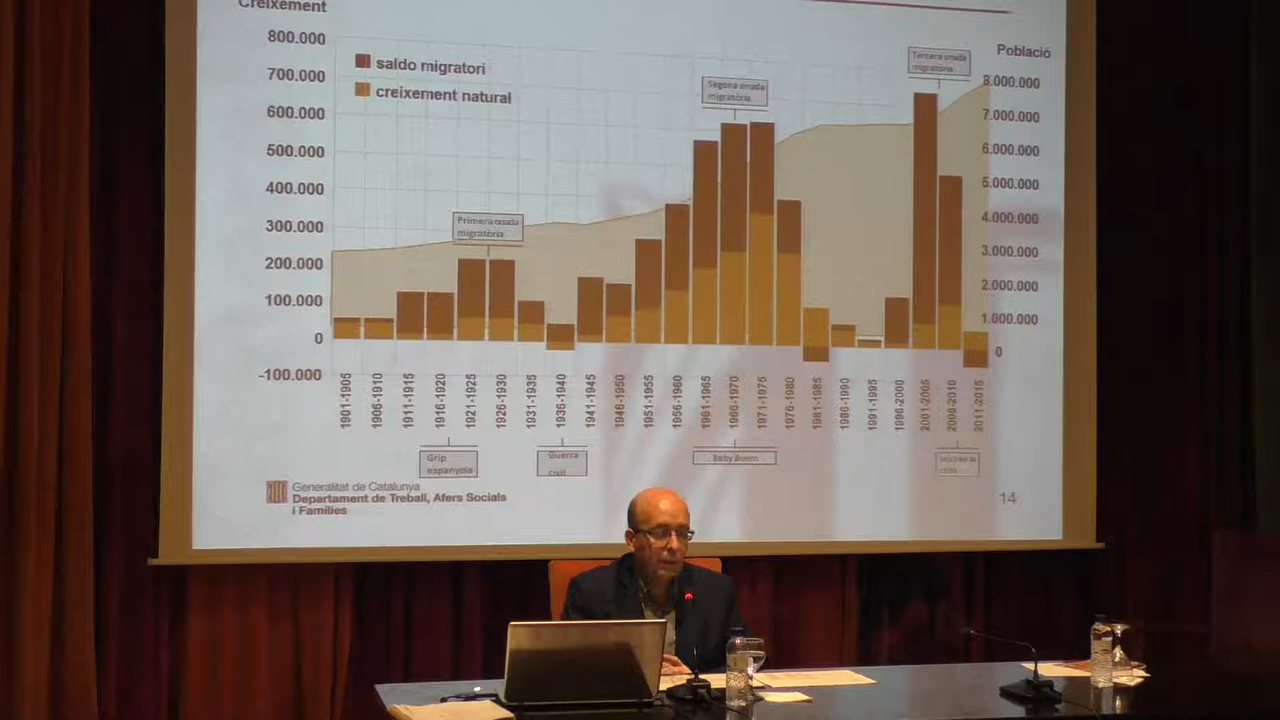 Creixement
800.000
700.000
600.000
500.000
400.000
300.000
200.000
100.000
0
-100.000
saldo migratori
creixement natural
Primera onada
migratòria
Segona onada
migratòria
Tercera onada
migratòria
Població
8.000.000
7.000.000
6.000.000
5.000.000
4.000.000
3.000.000
2.000.000
1.000.000
0
1901-1905
1906-1910
1911-1915
1916-1920
1921-1925
1926-1930
1931-1935
1936-1940
1941-1945
1946-1950
1951-1955
1956-1960
1961-1965
1966-1970
1971-1975
1976-1980
1981-1985
1986-1990
1991-1995
1996-2000
2001-2005
2006-2010
2011-2015
Grip
espanyola
Guerra
civil
Baby Boom
Generalitat de Catalunya
Departament de Treball, Afers Socials
i Famílies
14